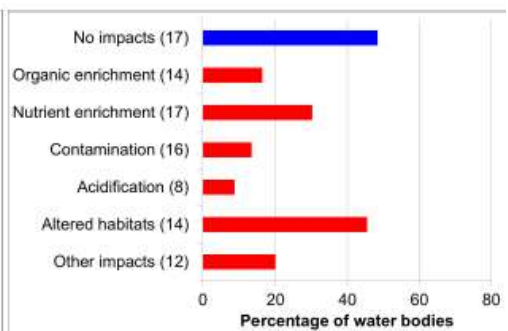 No impacts (17)
Organic enrichment (14)
Nutrient enrichment (17)
Contamination (16)
Acidification (8)
Altered habitats (14)
Other impacts (12)
0 20 40 60 80
Percentage of water bodies